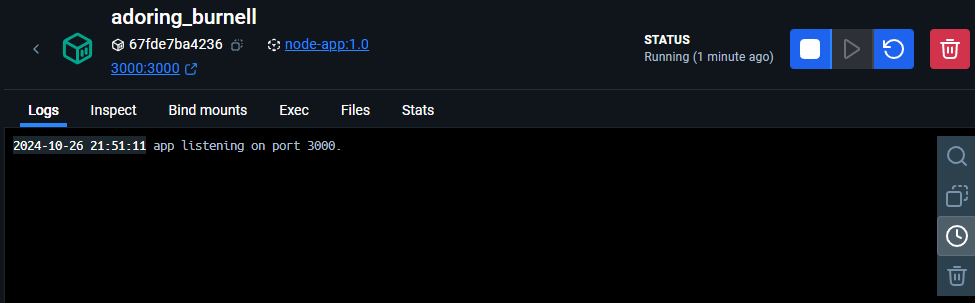 adoring_burnell
67fde7ba4236 node-app:1.0
3000:3000
STATUS
Running (1 minute ago)
Logs Inspect Bind mounts Exec Files Stats
2024-10-26 21:51:11 app listening on port 3000.